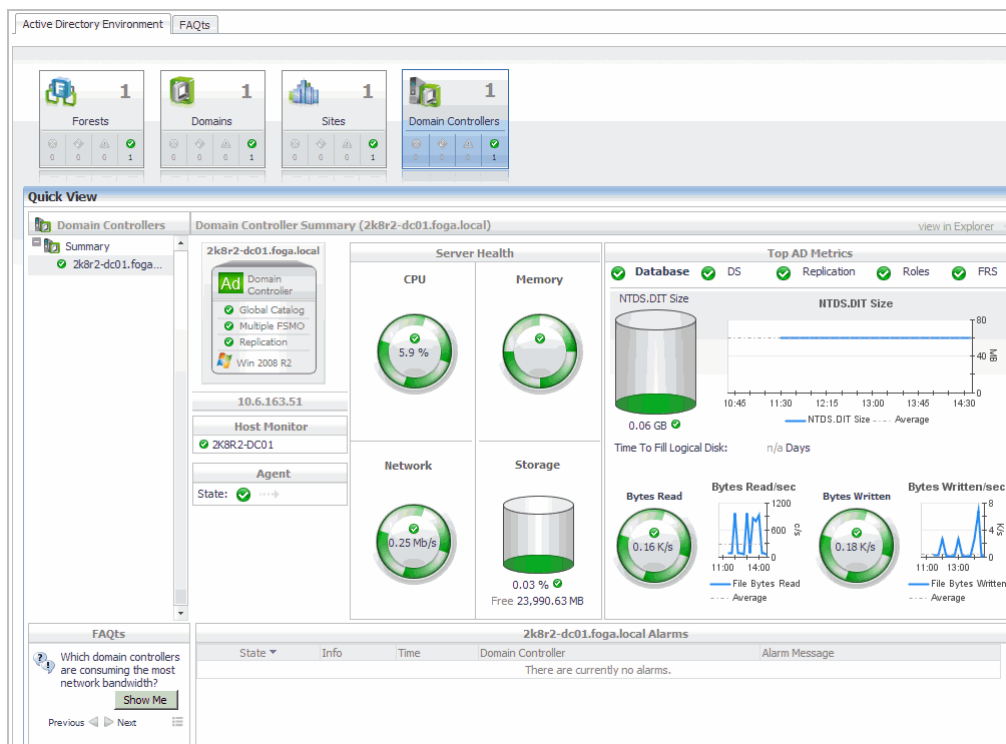 Active Directory Environment FAQts
1 1 1 1
Forests Domains Sites Domain Controllers
0 0 0 1 0 0 0 1 0 0 0 1 0 0 0 1
Quick View
Domain Controllers
Summary
2k8r2-dc01.foga...
Domain Controller Summary (2k8r2-dc01.foga.local) view in Explorer
2k8r2-dc01.foga.local
Ad Domain
Controller
Global Catalog
Multiple FSMO
Replication
Win 2008 R2
10.6.163.51
Host Monitor
2K8R2-DC01
Agent
State:
Server Health
CPU Memory
5.9 %
Network Storage
0.25 Mb/s
0.03 %
Free 23,990.63 MB
Top AD Metrics
Database DS Replication Roles FRS
NTDS.DIT Size
0.06 GB
NTDS.DIT Size
80
40
0
MB
10:45 11:30 12:15 13:00 13:45 14:30
NTDS.DIT Size Average
Time To Fill Logical Disk: n/a Days
Bytes Read
0.16 K/s
Bytes Read/sec
1200
600
0
c/s
11:00 14:00
File Bytes Read
Average
Bytes Written
0.18 K/s
Bytes Written/sec
8
4
0
K/s
11:00 13:00
File Bytes Written
Average
FAQts
Which domain controllers
are consuming the most
network bandwidth?
Show Me
Previous Next
2k8r2-dc01.foga.local Alarms
State Info Time Domain Controller Alarm Message
There are currently no alarms.